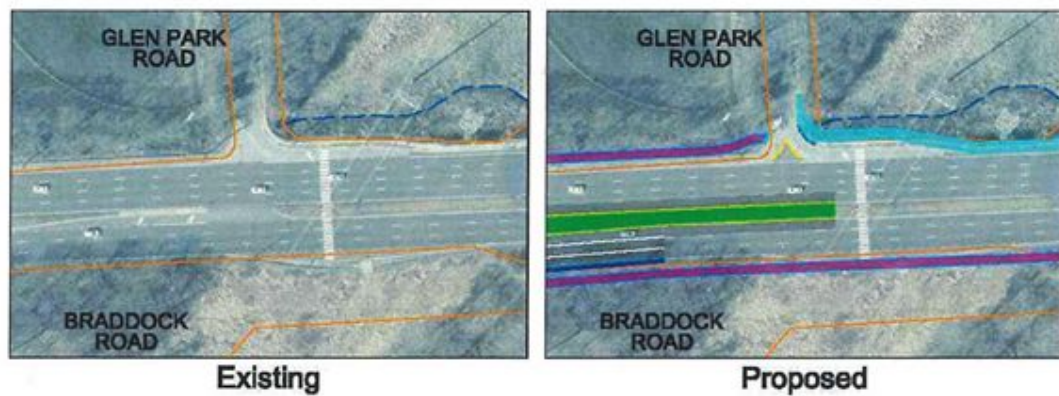 GLEN PARK
ROAD
BRADDOCK
ROAD
Existing
GLEN PARK
ROAD
BRADDOCK
ROAD
Proposed